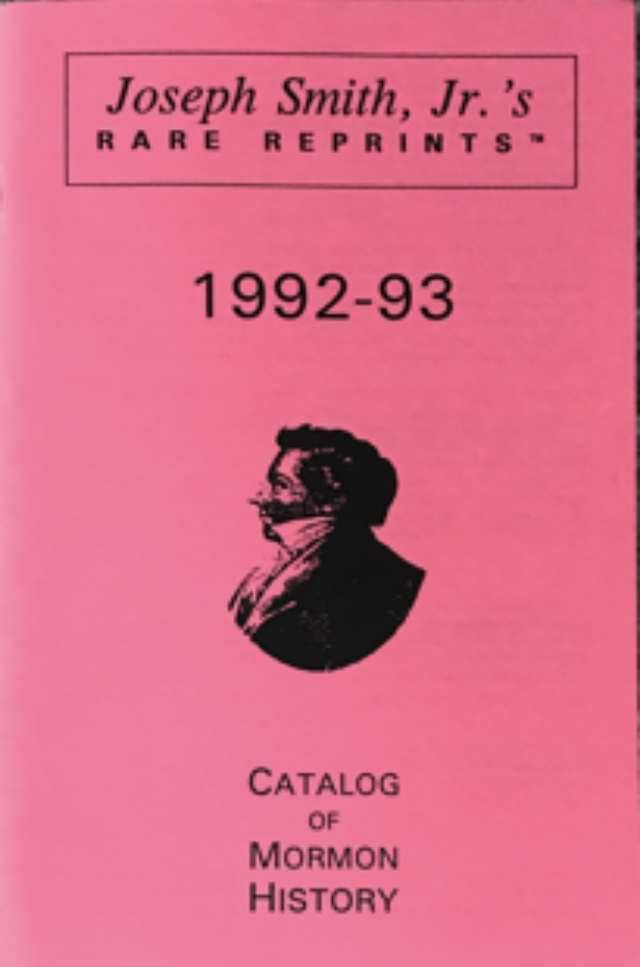 Joseph Smith, Jr.'s
RARE REPRINTS™
1992-93
CATALOG
OF
MORMON
HISTORY